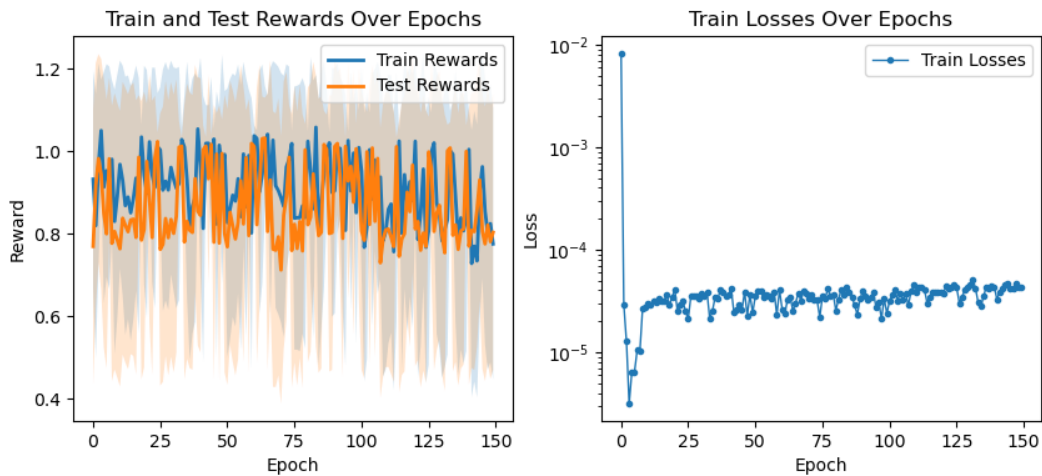 Train and Test Rewards Over Epochs
Train Rewards
Test Rewards
Reward
1.2
1.0
0.8
0.6
0.4
0 25 50 75 100 125 150
Epoch
Train Losses Over Epochs
Train Losses
Loss
10⁻²
10⁻³
10⁻⁴
10⁻⁵
0 25 50 75 100 125 150
Epoch